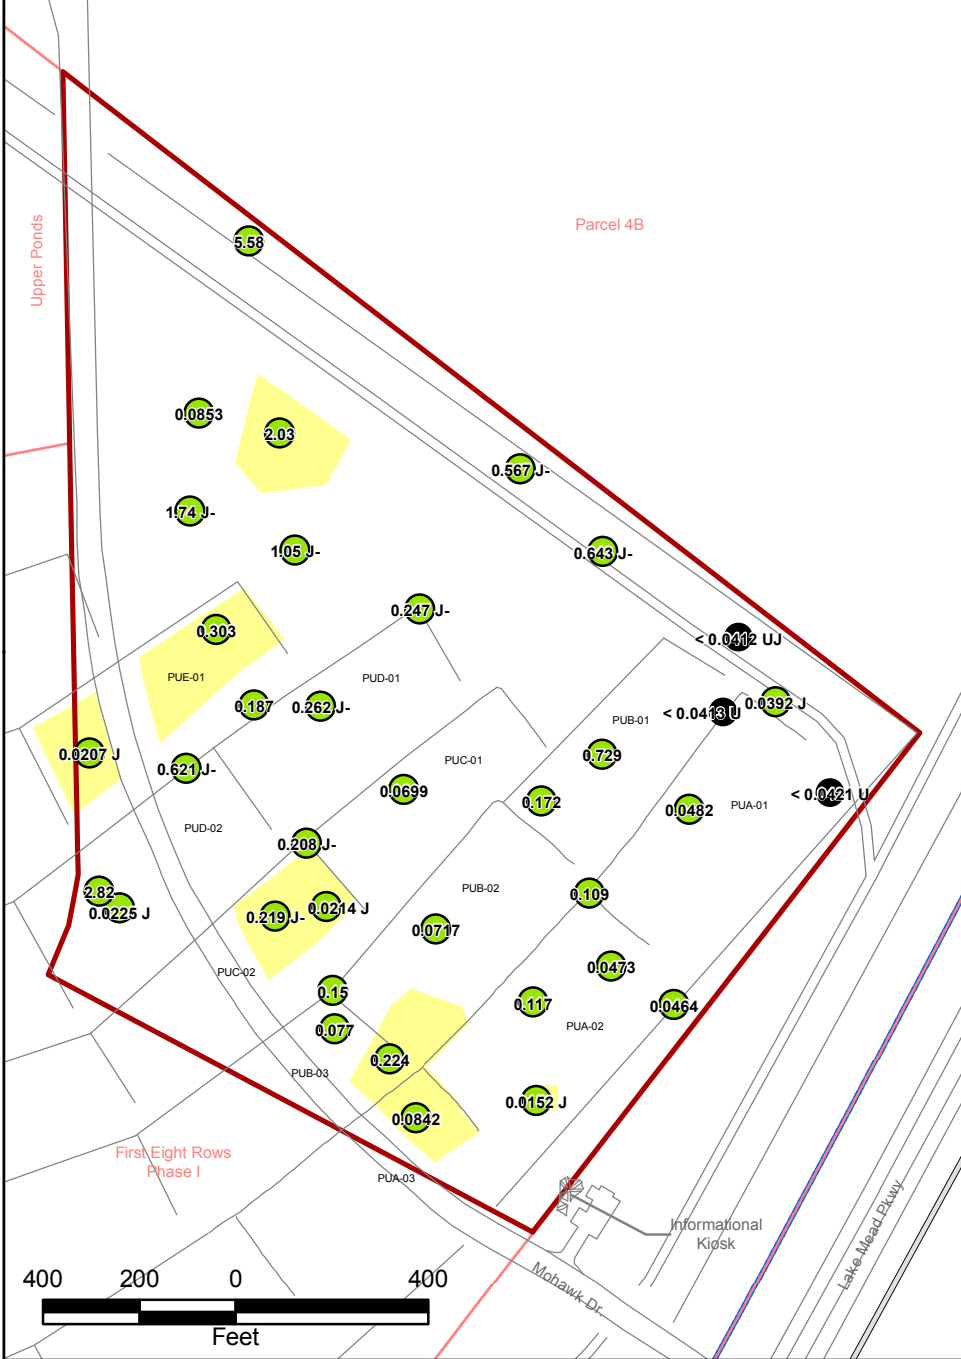 Parcel 4B
Upper Ponds
5.58
0.0853
2.03
0.567 J-
1.74 J-
1.05 J-
0.643 J-
0.247 J-
0.303
< 0.0412 UJ
PUE-01
PUD-01
0.187
0.262 J-
PUB-01
< 0.0413 U
0.0392 J
0.0207 J
0.621 J-
PUC-01
0.729
0.0699
0.172
PUA-01
0.0482
< 0.0421 U
PUD-02
0.208 J-
2.82
0.0225 J
PUB-02
0.109
0.219 J-
0.0214 J
0.0717
PUC-02
0.0473
0.15
0.117
0.0464
0.077
PUA-02
PUB-03
0.224
0.0152 J
0.0842
First Eight Rows
Phase I
PUA-03
Informational
Kiosk
Lake Mead Pkwy
Mohawk Dr.
400 200 0 400
Feet